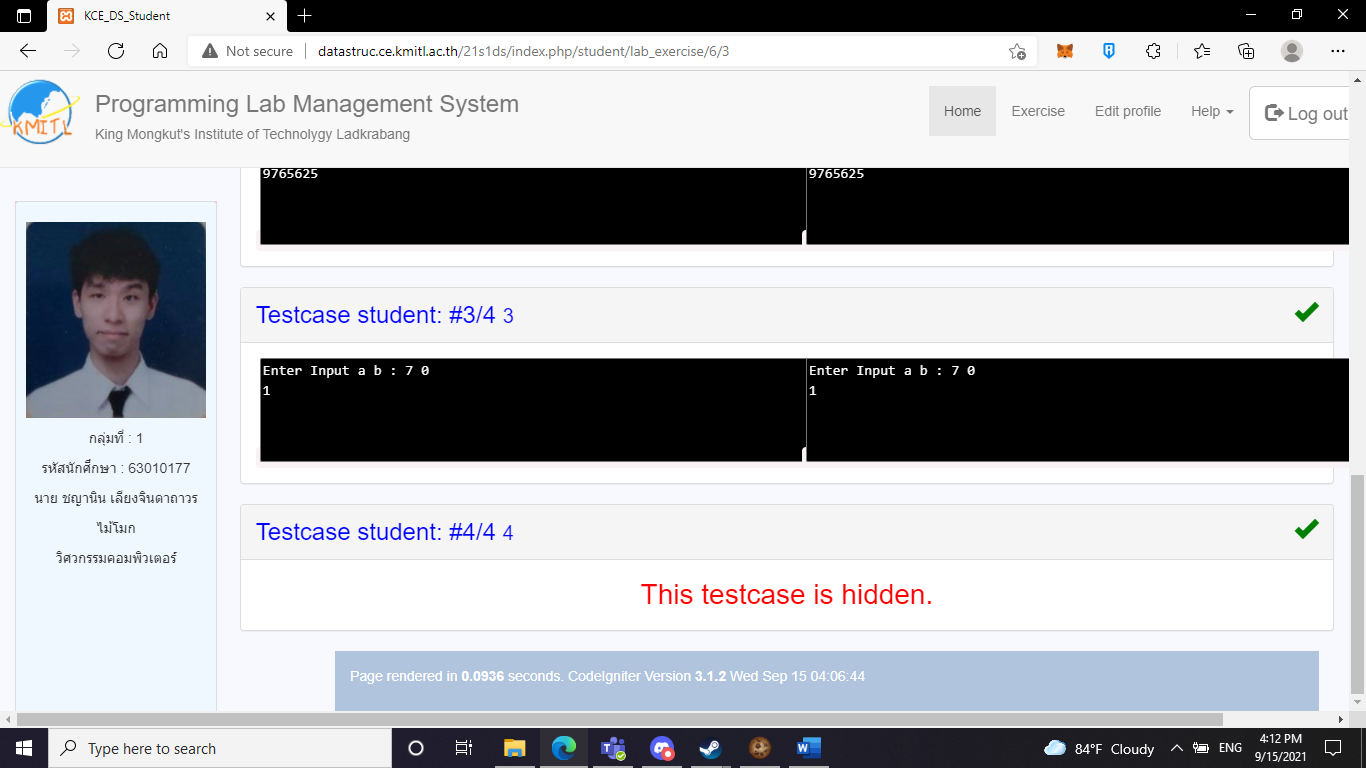 KCE_DS_Student
Not secure
datastruc.ce.kmitl.ac.th/21s1ds/index.php/student/lab_exercise/6/3
KMITL
Programming Lab Management System
King Mongkut's Institute of Technolygy Ladkrabang
Home
Exercise
Edit profile
Help
Log out
9765625
9765625
กลุ่มที่ : 1
รหัสนักศึกษา : 63010177
นาย ชญานิน เลียงจินดาถาวร
ไม้โมก
วิศวกรรมคอมพิวเตอร์
Testcase student: #3/4 3
Enter Input a b : 7 0
1
Enter Input a b : 7 0
1
Testcase student: #4/4 4
This testcase is hidden.
Page rendered in 0.0936 seconds. CodeIgniter Version 3.1.2 Wed Sep 15 04:06:44
Type here to search
84°F Cloudy
ENG
4:12 PM
9/15/2021